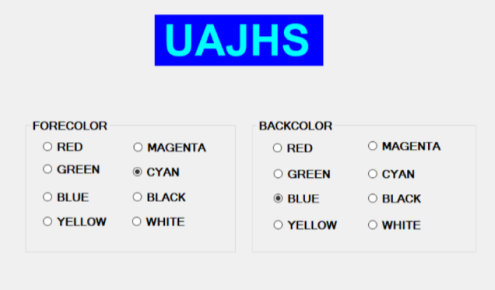 UAJHS
FORECOLOR
RED
MAGENTA
GREEN
CYAN
BLUE
BLACK
YELLOW
WHITE
BACKCOLOR
RED
MAGENTA
GREEN
CYAN
BLUE
BLACK
YELLOW
WHITE